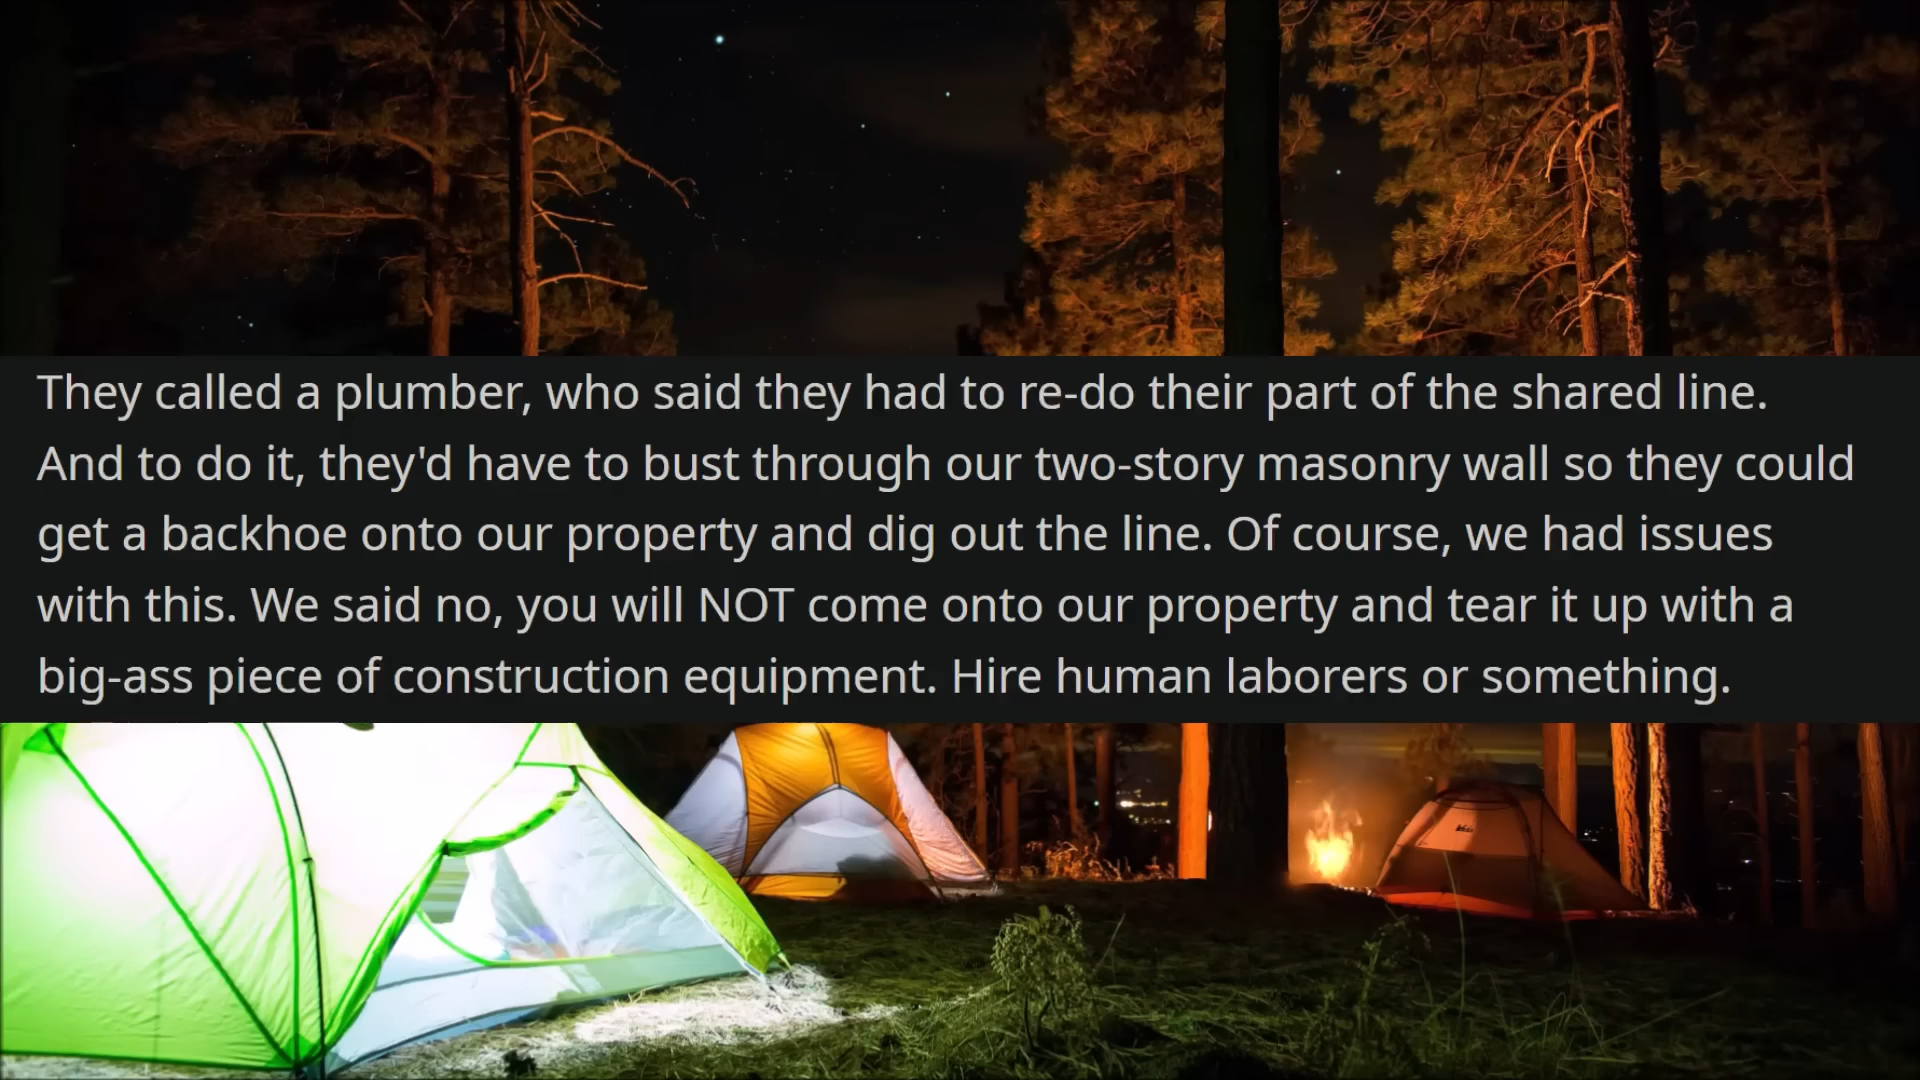 They called a plumber, who said they had to re-do their part of the shared line.
And to do it, they'd have to bust through our two-story masonry wall so they could
get a backhoe onto our property and dig out the line. Of course, we had issues
with this. We said no, you will NOT come onto our property and tear it up with a
big-ass piece of construction equipment. Hire human laborers or something.